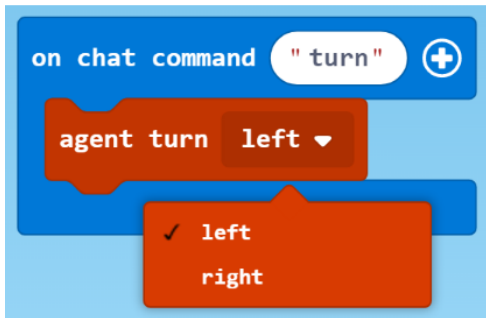 on chat command "turn"
agent turn left
left
right